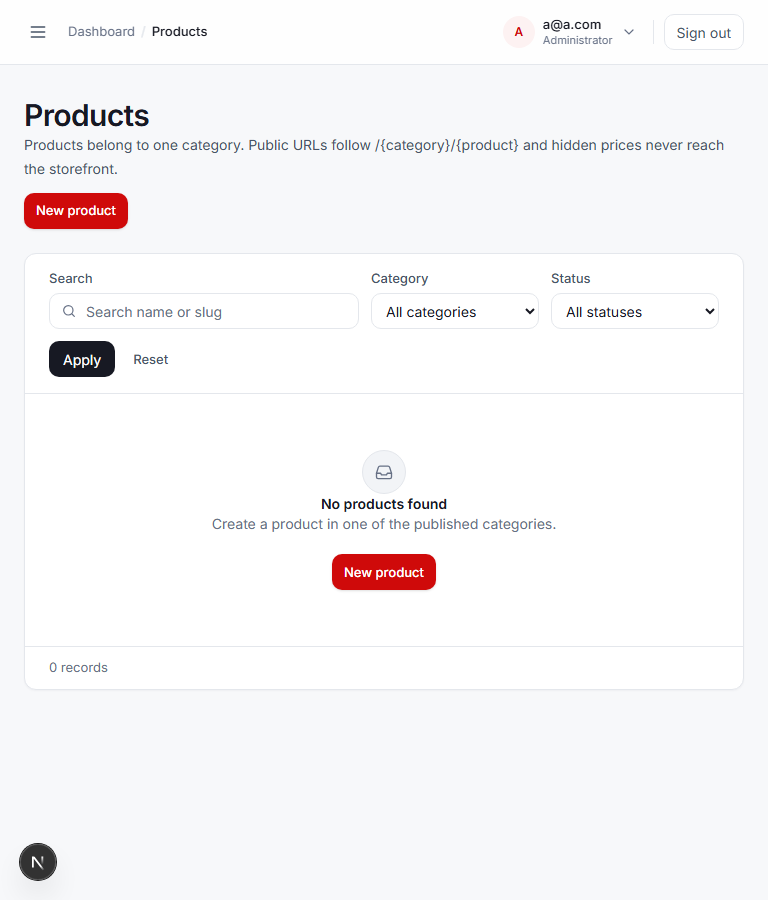 Dashboard / Products
A
a@a.com
Administrator
Sign out
Products
Products belong to one category. Public URLs follow /{category}/{product} and hidden prices never reach
the storefront.
New product
Search
Category
Status
Search name or slug
All categories
All statuses
Apply
Reset
No products found
Create a product in one of the published categories.
New product
0 records
N